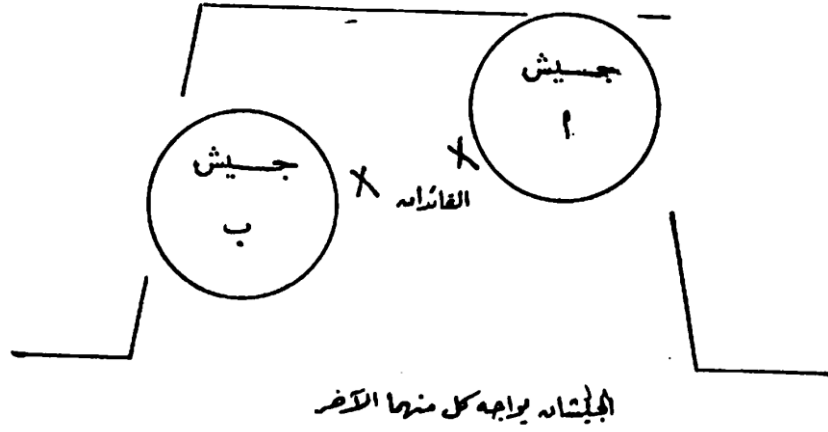 جيش
أ
جيش
ب
القائدان
الجيشان يواجه كل منهما الآخر